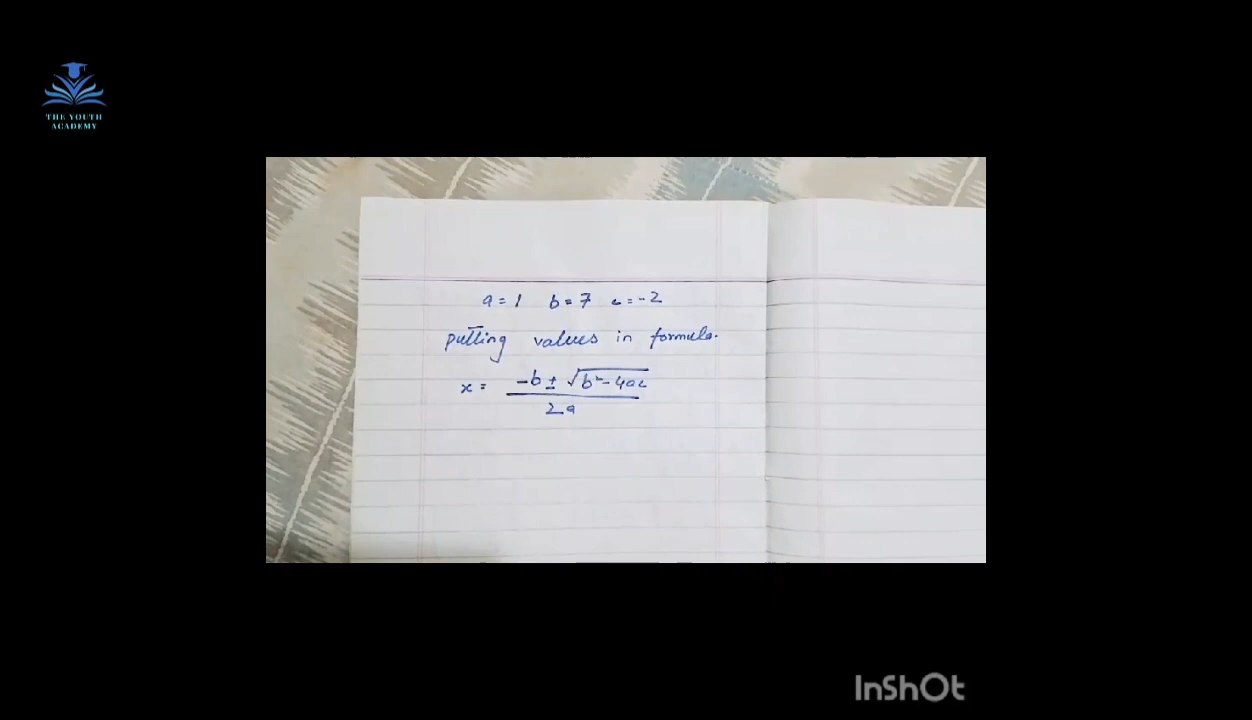 THE YOUTH
ACADEMY
a = 1 b = 7 c = -2
putting values in formula.
x = -b ± √b² - 4ac
2a
InShOt